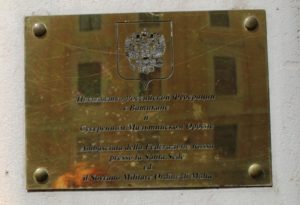 Посольство Российской Федерации
в Ватикане
и
Суверенном Мальтийском Ордене
Ambasciata della Federazione Russa
presso la Santa Sede
ed
il Sovrano Militare Ordine di Malta